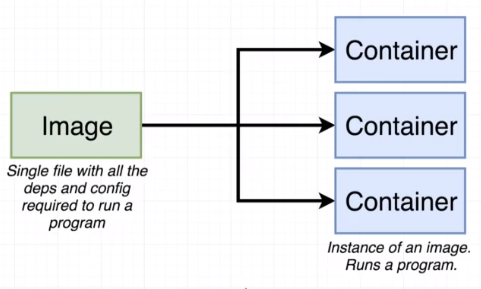 Container
Image
Container
Single file with all the
deps and config
required to run a
program
Container
Instance of an image.
Runs a program.